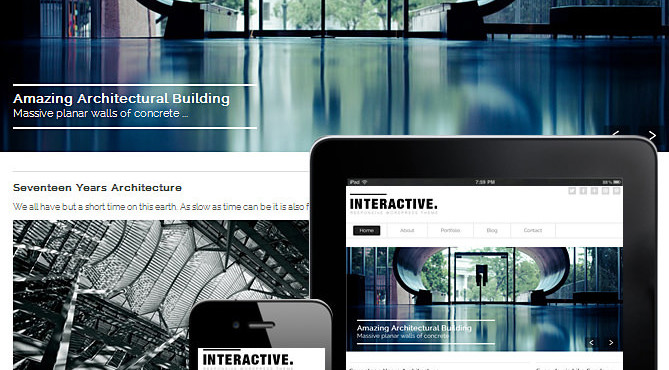 Amazing Architectural Building
Massive planar walls of concrete ...
Seventeen Years Architecture
We all have but a short time on this earth. As slow as time can be it is also f
iPad
7:59 PM
INTERACTIVE.
RESPONSIVE WORDPRESS THEME
Home
About
Portfolio
Blog
Contact
Amazing Architectural Building
Massive planar walls of concrete
INTERACTIVE.
RESPONSIVE WORDPRESS THEME